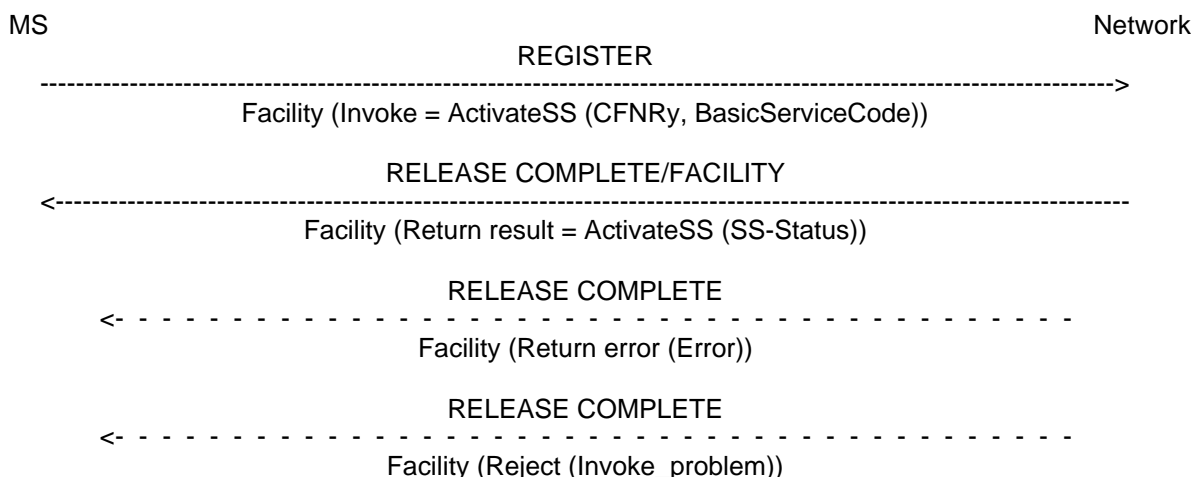 MS Network
REGISTER
------------------------------------------------------------------------------------------------------------------------>
Facility (Invoke = ActivateSS (CFNRy, BasicServiceCode))
RELEASE COMPLETE/FACILITY
<------------------------------------------------------------------------------------------------------------------------
Facility (Return result = ActivateSS (SS-Status))
RELEASE COMPLETE
<- - - - - - - - - - - - - - - - - - - - - - - - - - - - - - - - - - - - - - - - -
Facility (Return error (Error))
RELEASE COMPLETE
<- - - - - - - - - - - - - - - - - - - - - - - - - - - - - - - - - - - - - - - - -
Facility (Reject (Invoke_problem))